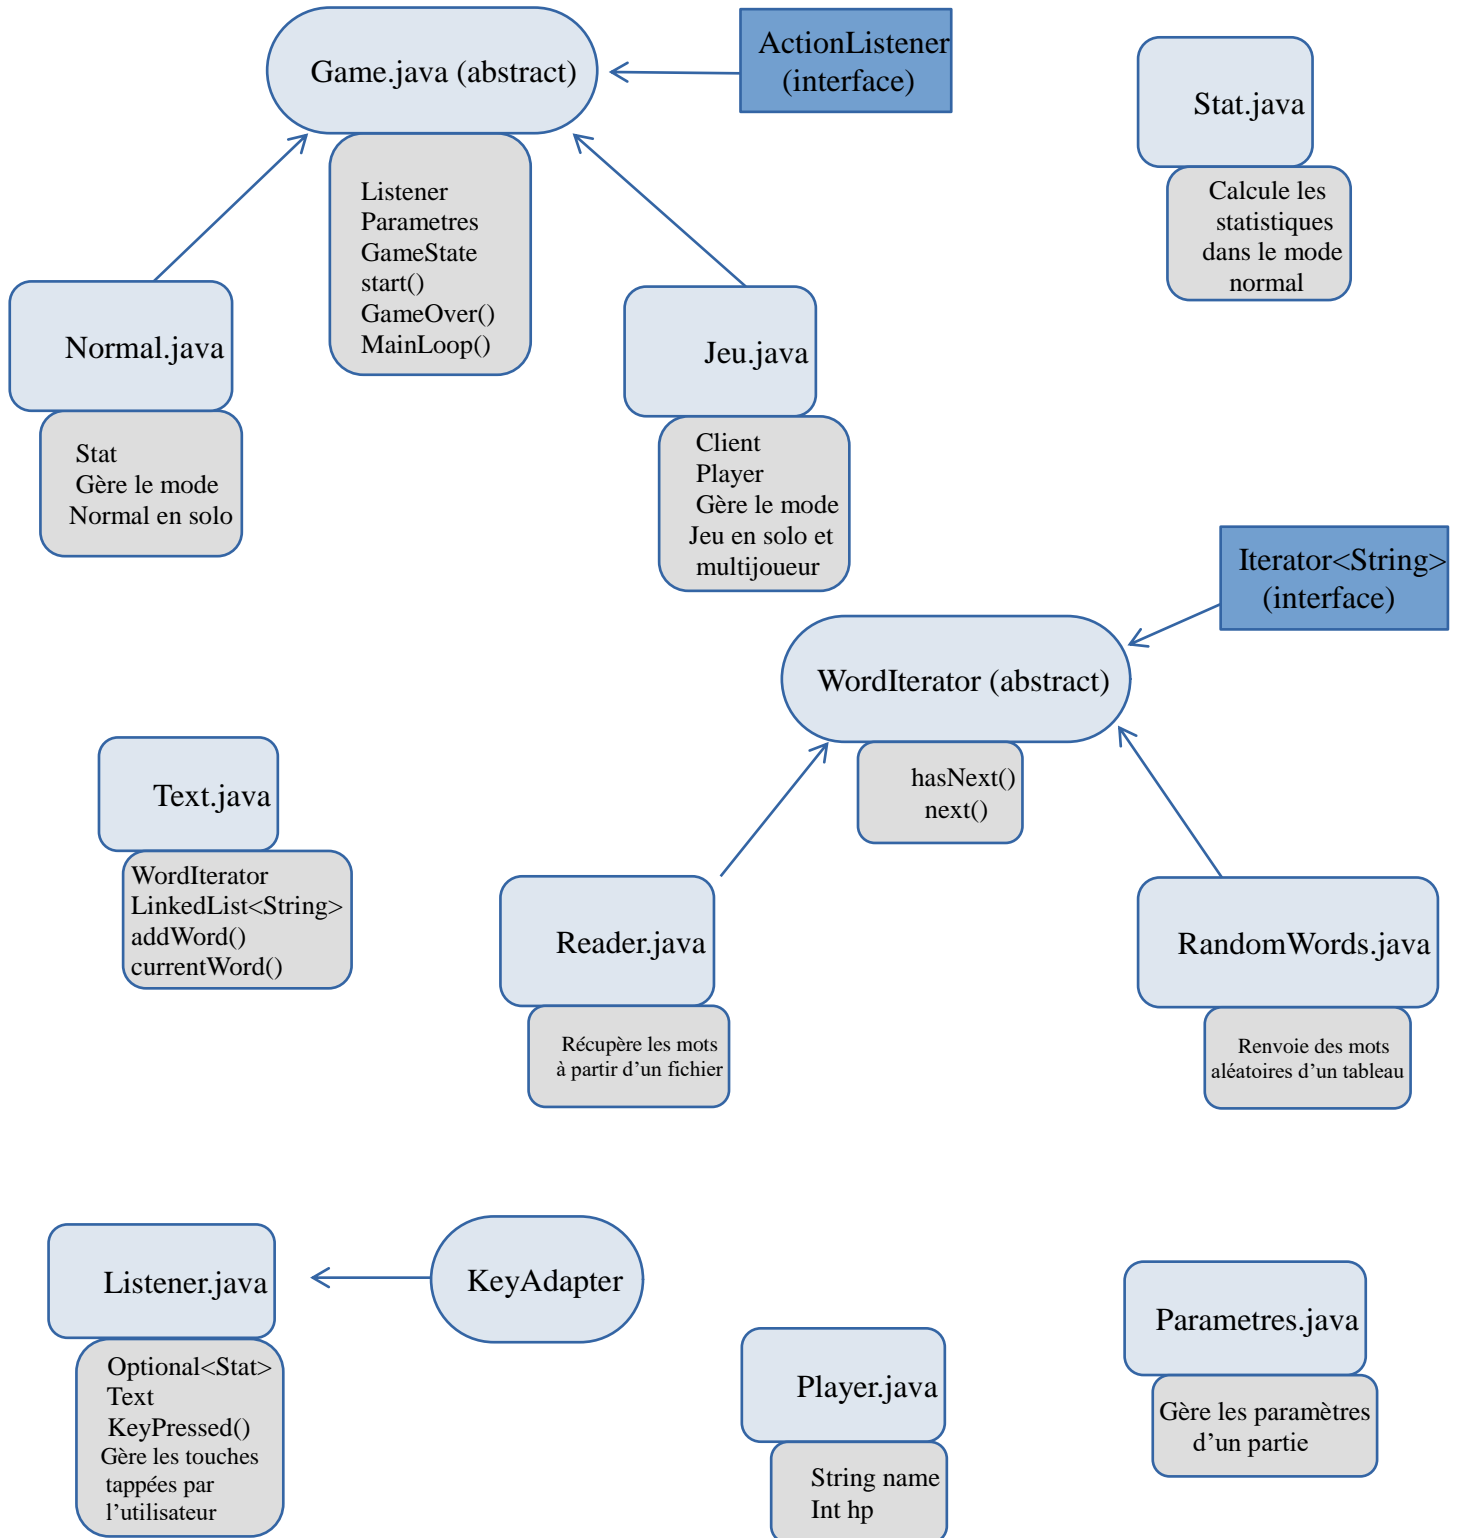 Game.java (abstract)
ActionListener
(interface)
Stat.java
Calcule les
statistiques
dans le mode
normal
Listener
Parametres
GameState
start()
GameOver()
MainLoop()
Normal.java
Stat
Gère le mode
Normal en solo
Jeu.java
Client
Player
Gère le mode
Jeu en solo et
multijoueur
Iterator<String>
(interface)
WordIterator (abstract)
hasNext()
next()
Text.java
WordIterator
LinkedList<String>
addWord()
currentWord()
Reader.java
Récupère les mots
à partir d’un fichier
RandomWords.java
Renvoie des mots
aléatoires d’un tableau
Listener.java
KeyAdapter
Optional<Stat>
Text
KeyPressed()
Gère les touches
tappées par
l’utilisateur
Player.java
String name
Int hp
Parametres.java
Gère les paramètres
d’un partie